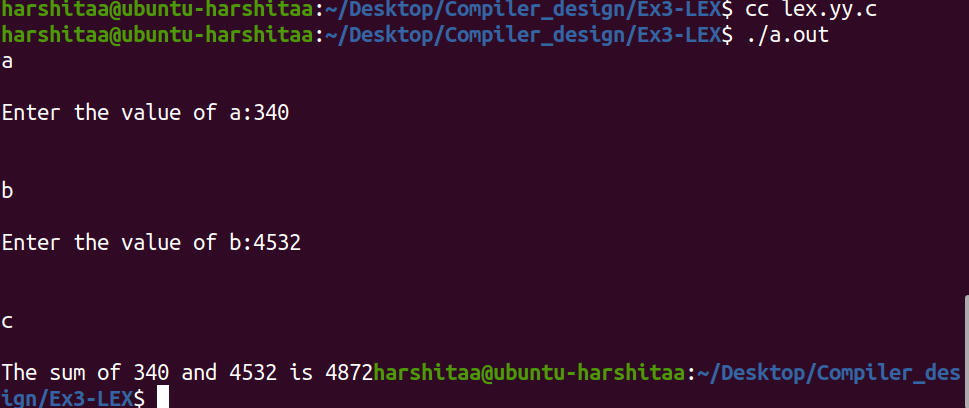 harshitaa@ubuntu-harshitaa:~/Desktop/Compiler_design/Ex3-LEX$ cc lex.yy.c
harshitaa@ubuntu-harshitaa:~/Desktop/Compiler_design/Ex3-LEX$ ./a.out
a
Enter the value of a:340
b
Enter the value of b:4532
c
The sum of 340 and 4532 is 4872harshitaa@ubuntu-harshitaa:~/Desktop/Compiler_des
ign/Ex3-LEX$